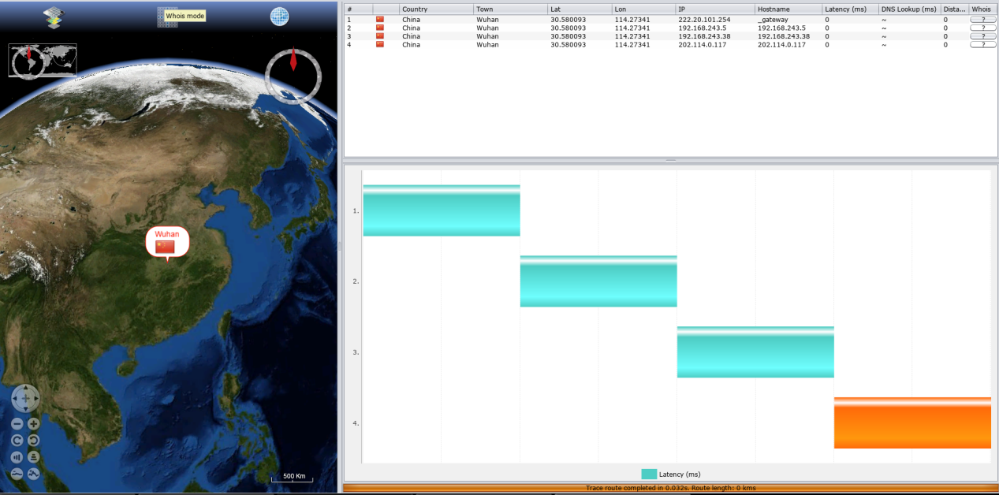 Whois mode
Wuhan
500 Km
# Country Town Lat Lon IP Hostname Latency (ms) DNS Lookup (ms) Dista... Whois
1 China Wuhan 30.580093 114.27341 222.20.101.254 _gateway 0 ~ 0 ?
2 China Wuhan 30.580093 114.27341 192.168.243.5 192.168.243.5 0 ~ 0 ?
3 China Wuhan 30.580093 114.27341 192.168.243.38 192.168.243.38 0 ~ 0 ?
4 China Wuhan 30.580093 114.27341 202.114.0.117 202.114.0.117 0 ~ 0 ?
1.
2.
3.
4.
Latency (ms)
Trace route completed in 0.032s. Route length: 0 kms